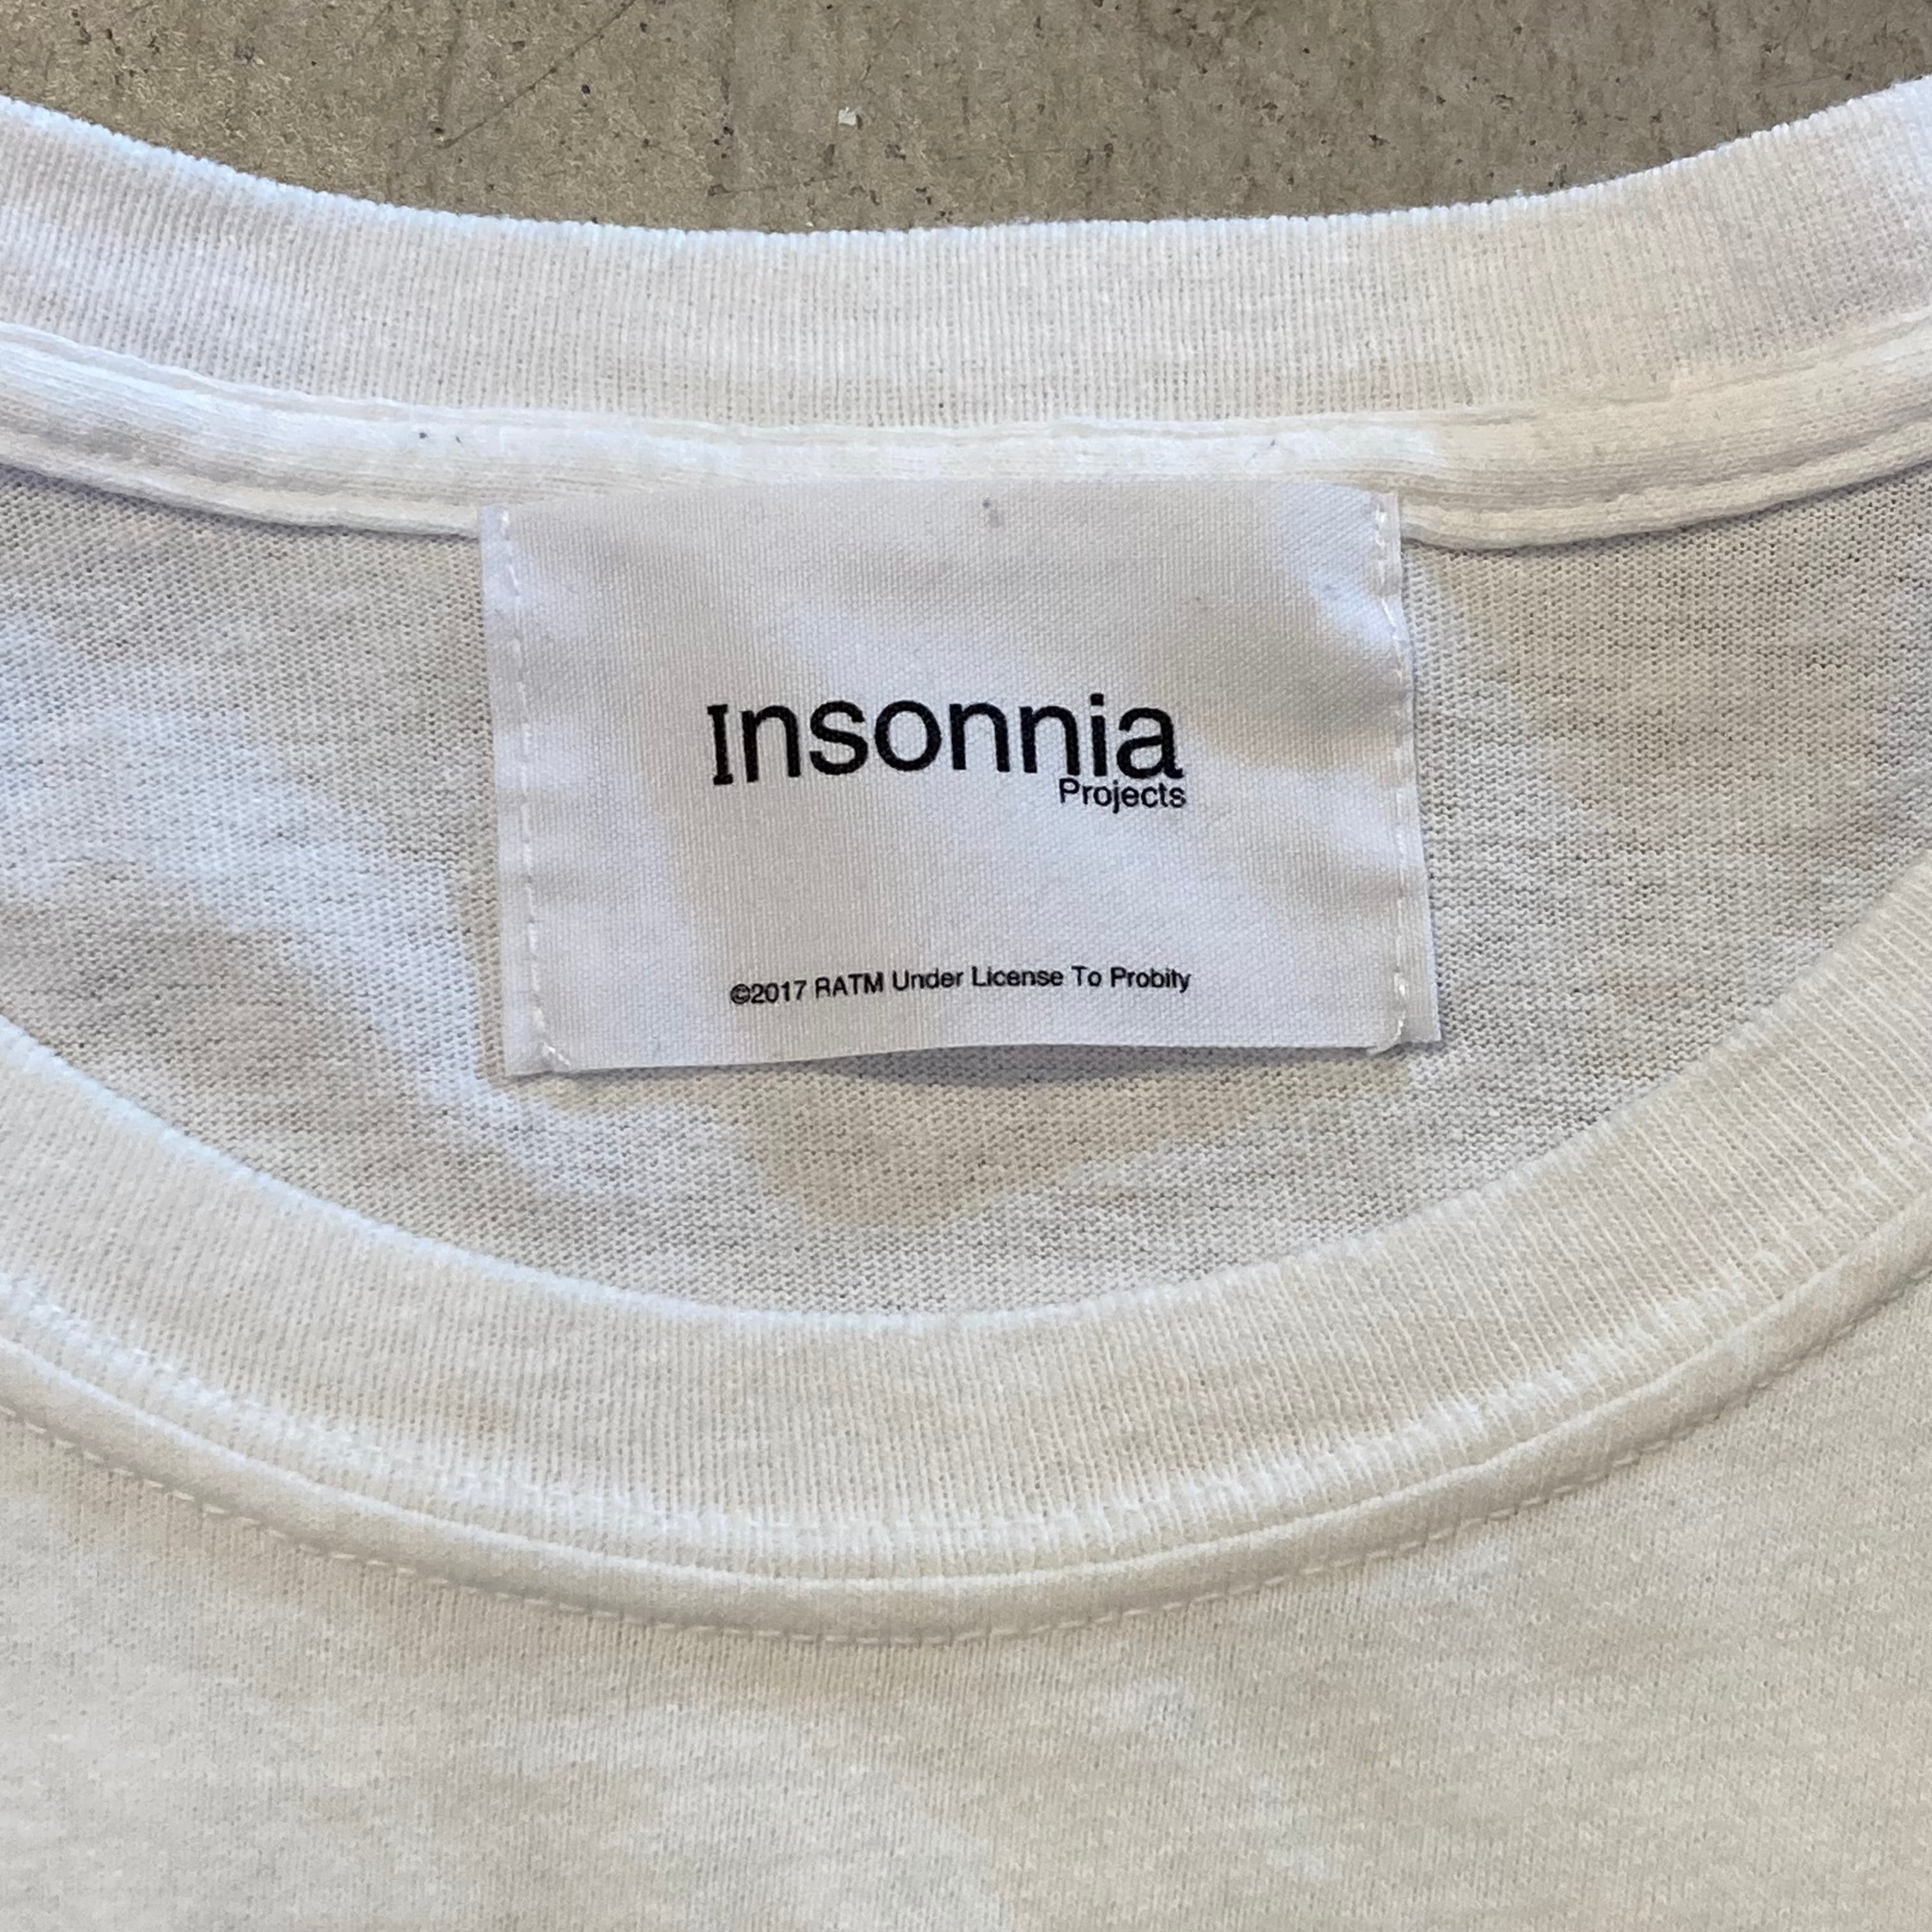 Insonnia
Projects
©2017 RATM Under License To Probity